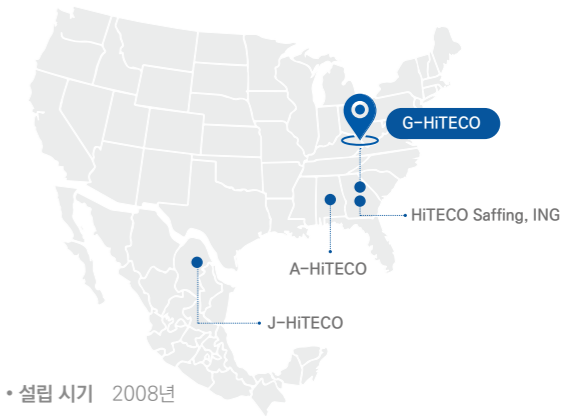 G-HiTECO
HiTECO Saffing, ING
A-HiTECO
J-HiTECO
• 설립 시기 2008년